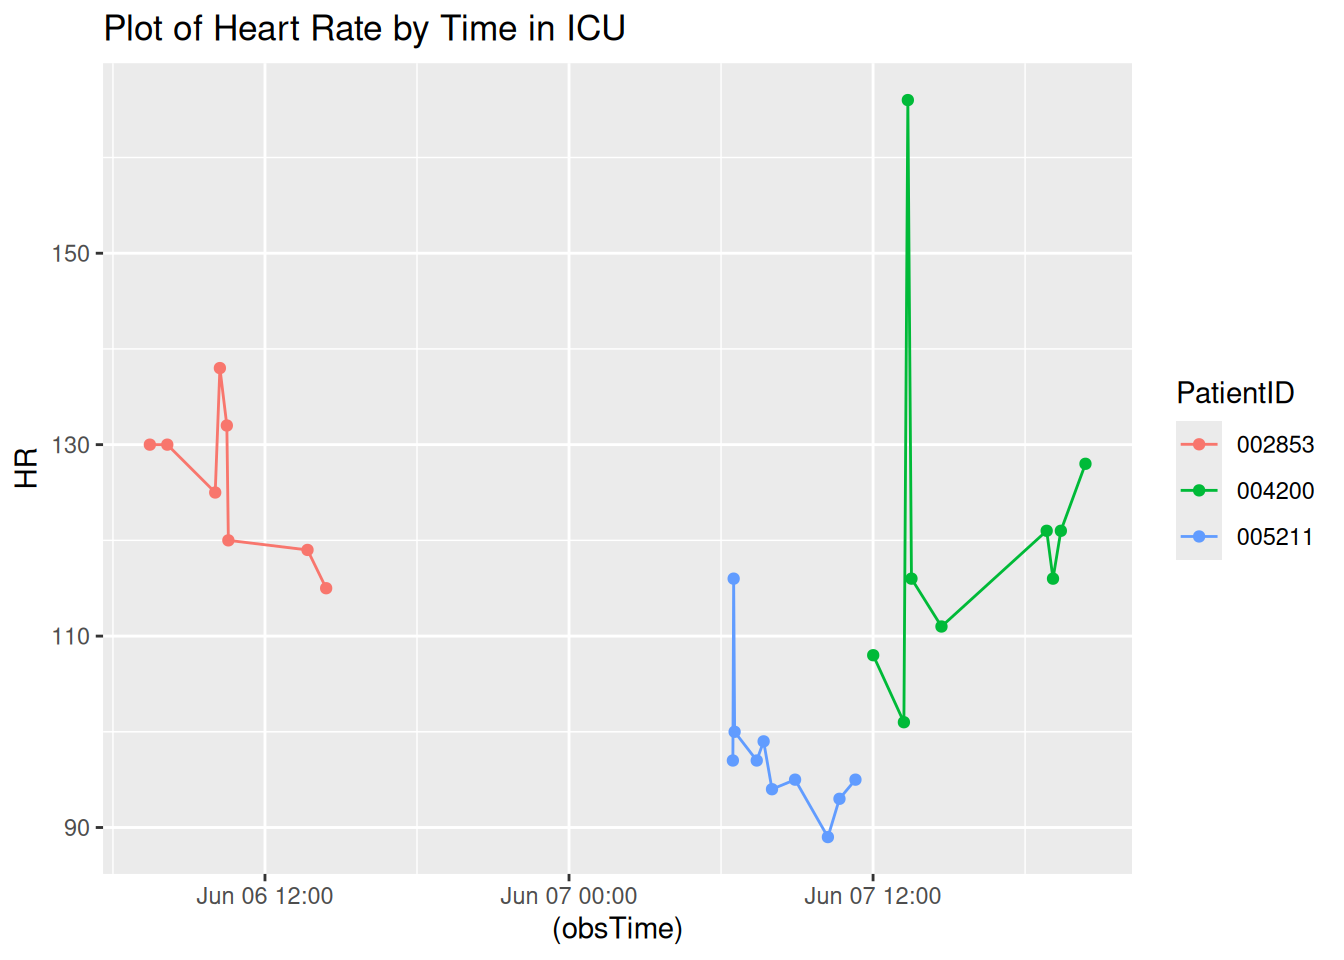 Plot of Heart Rate by Time in ICU
150
130
110
90
HR
Jun 06 12:00
Jun 07 00:00
Jun 07 12:00
(obsTime)
PatientID
002853
004200
005211